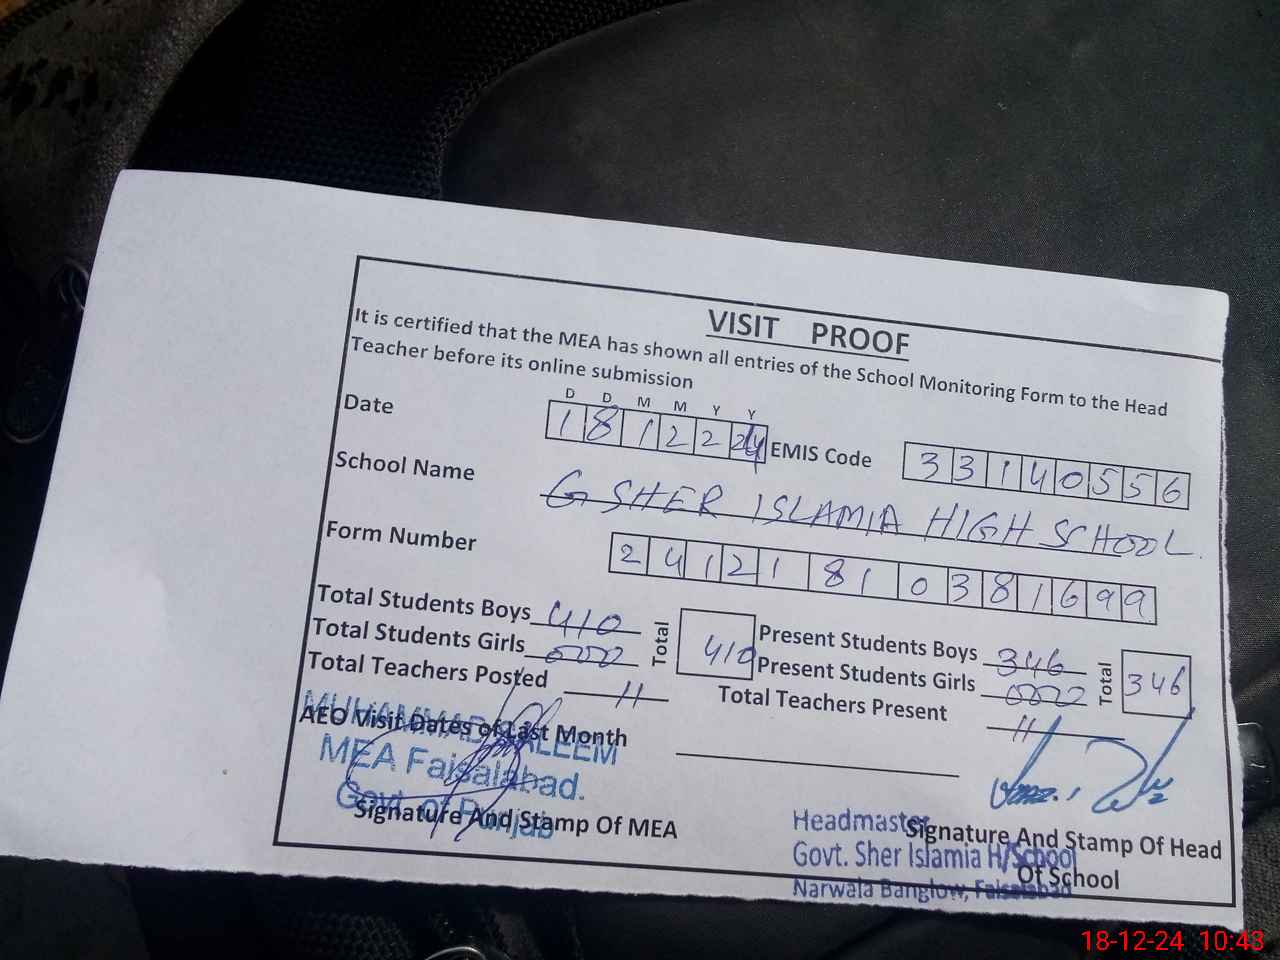 VISIT PROOF
It is certified that the MEA has shown all entries of the School Monitoring Form to the Head
Teacher before its online submission
D D M M Y Y
Date 1 8 1 2 2 4 EMIS Code 3 3 1 4 0 5 5 6
School Name G SHER ISLAMIA HIGH SCHOOL.
Form Number 2 4 1 2 1 8 1 0 3 8 1 6 9 9
Total Students Boys 410 Total 410 Present Students Boys 346 Total 346
Total Students Girls 000 Present Students Girls 000
Total Teachers Posted 11 Total Teachers Present 11
AEO Visit Dates of Last Month
MUHAMMAD SALEEM
MEA Faisalabad.
Govt. of Punjab
Signature And Stamp Of MEA
Signature And Stamp Of Head
Of School
Headmaster
Govt. Sher Islamia H/School
Narwala Banglow, Faisalabad
18-12-24 10:43